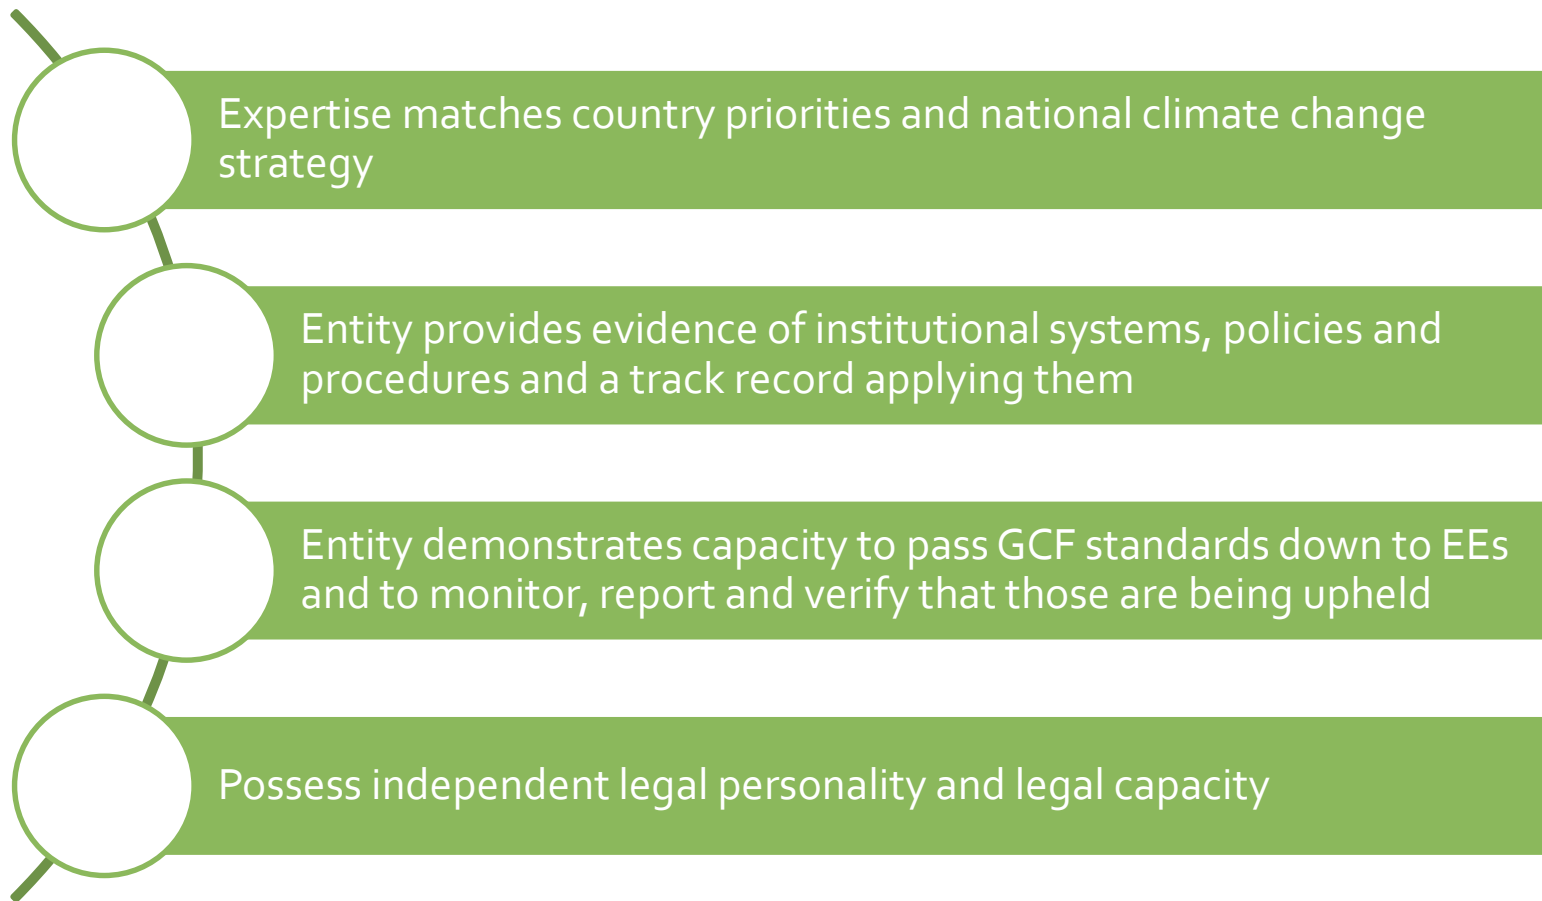 Expertise matches country priorities and national climate change
strategy
Entity provides evidence of institutional systems, policies and
procedures and a track record applying them
Entity demonstrates capacity to pass GCF standards down to EEs
and to monitor, report and verify that those are being upheld
Possess independent legal personality and legal capacity